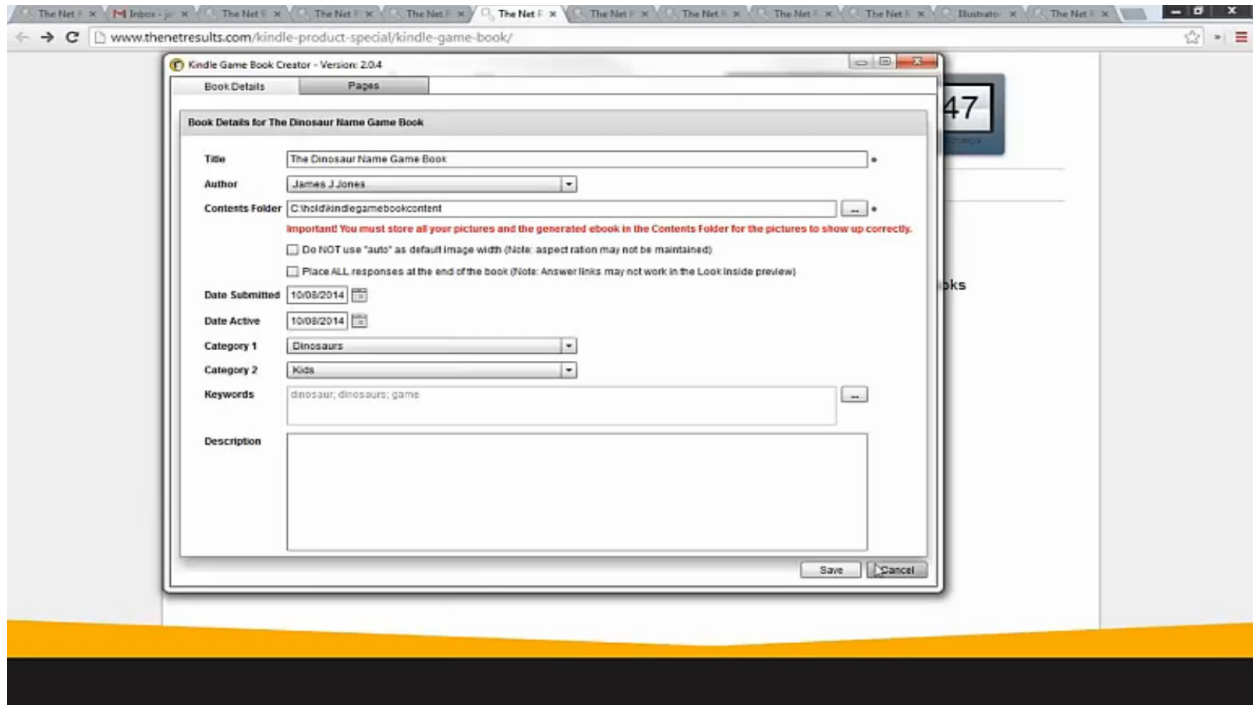 The Net F
Inbox - j
The Net F
The Net F
The Net F
The Net F
The Net F
The Net F
The Net F
The Net F
Illustrato
The Net F
www.thenetresults.com/kindle-product-special/kindle-game-book/
Kindle Game Book Creator - Version: 2.0.4
Book Details
Pages
47
Book Details for The Dinosaur Name Game Book
Title The Dinosaur Name Game Book
Author James J Jones
Contents Folder C:\hold\kindlegamebookcontent ...
Important! You must store all your pictures and the generated ebook in the Contents Folder for the pictures to show up correctly.
Do NOT use "auto" as default image width (Note: aspect ration may not be maintained)
Place ALL responses at the end of the book (Note: Answer links may not work in the Look Inside preview)
oks
Date Submitted 10/08/2014
Date Active 10/08/2014
Category 1 Dinosaurs
Category 2 Kids
Keywords dinosaur; dinosaurs; game ...
Description
Save Cancel